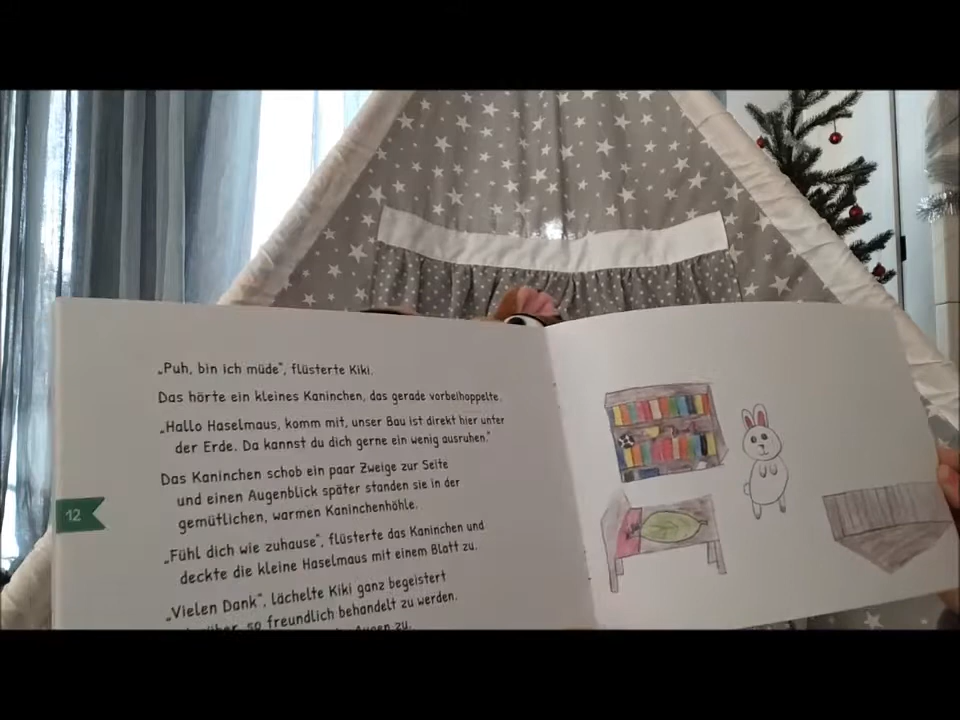 „Puh, bin ich müde", flüsterte Kiki.
Das hörte ein kleines Kaninchen, das gerade vorbeihoppelte.
„Hallo Haselmaus, komm mit, unser Bau ist direkt hier unter
der Erde. Da kannst du dich gerne ein wenig ausruhen."
Das Kaninchen schob ein paar Zweige zur Seite
und einen Augenblick später standen sie in der
gemütlichen, warmen Kaninchenhöhle.
12
„Fühl dich wie zuhause", flüsterte das Kaninchen und
deckte die kleine Haselmaus mit einem Blatt zu.
„Vielen Dank", lächelte Kiki ganz begeistert
so freundlich behandelt zu werden.
Augen zu.